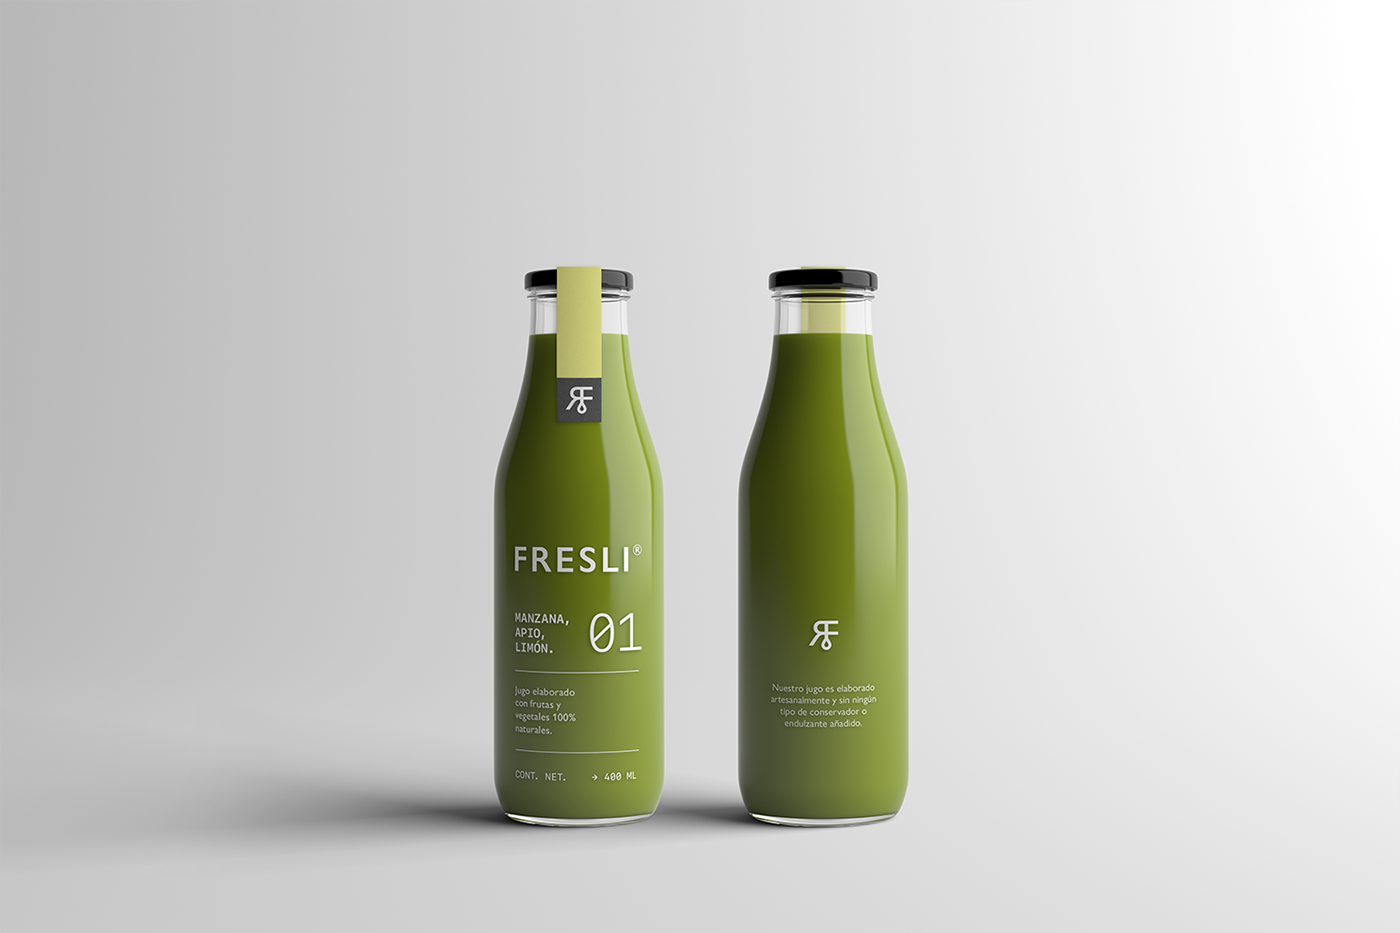 FRESLI®
MANZANA,
APIO,
LIMÓN.
01
Jugo elaborado
con frutas y
vegetales 100%
naturales.
CONT. NET. → 400 ML
Nuestro jugo es elaborado
artesanalmente y sin ningún
tipo de conservador o
endulzante añadido.